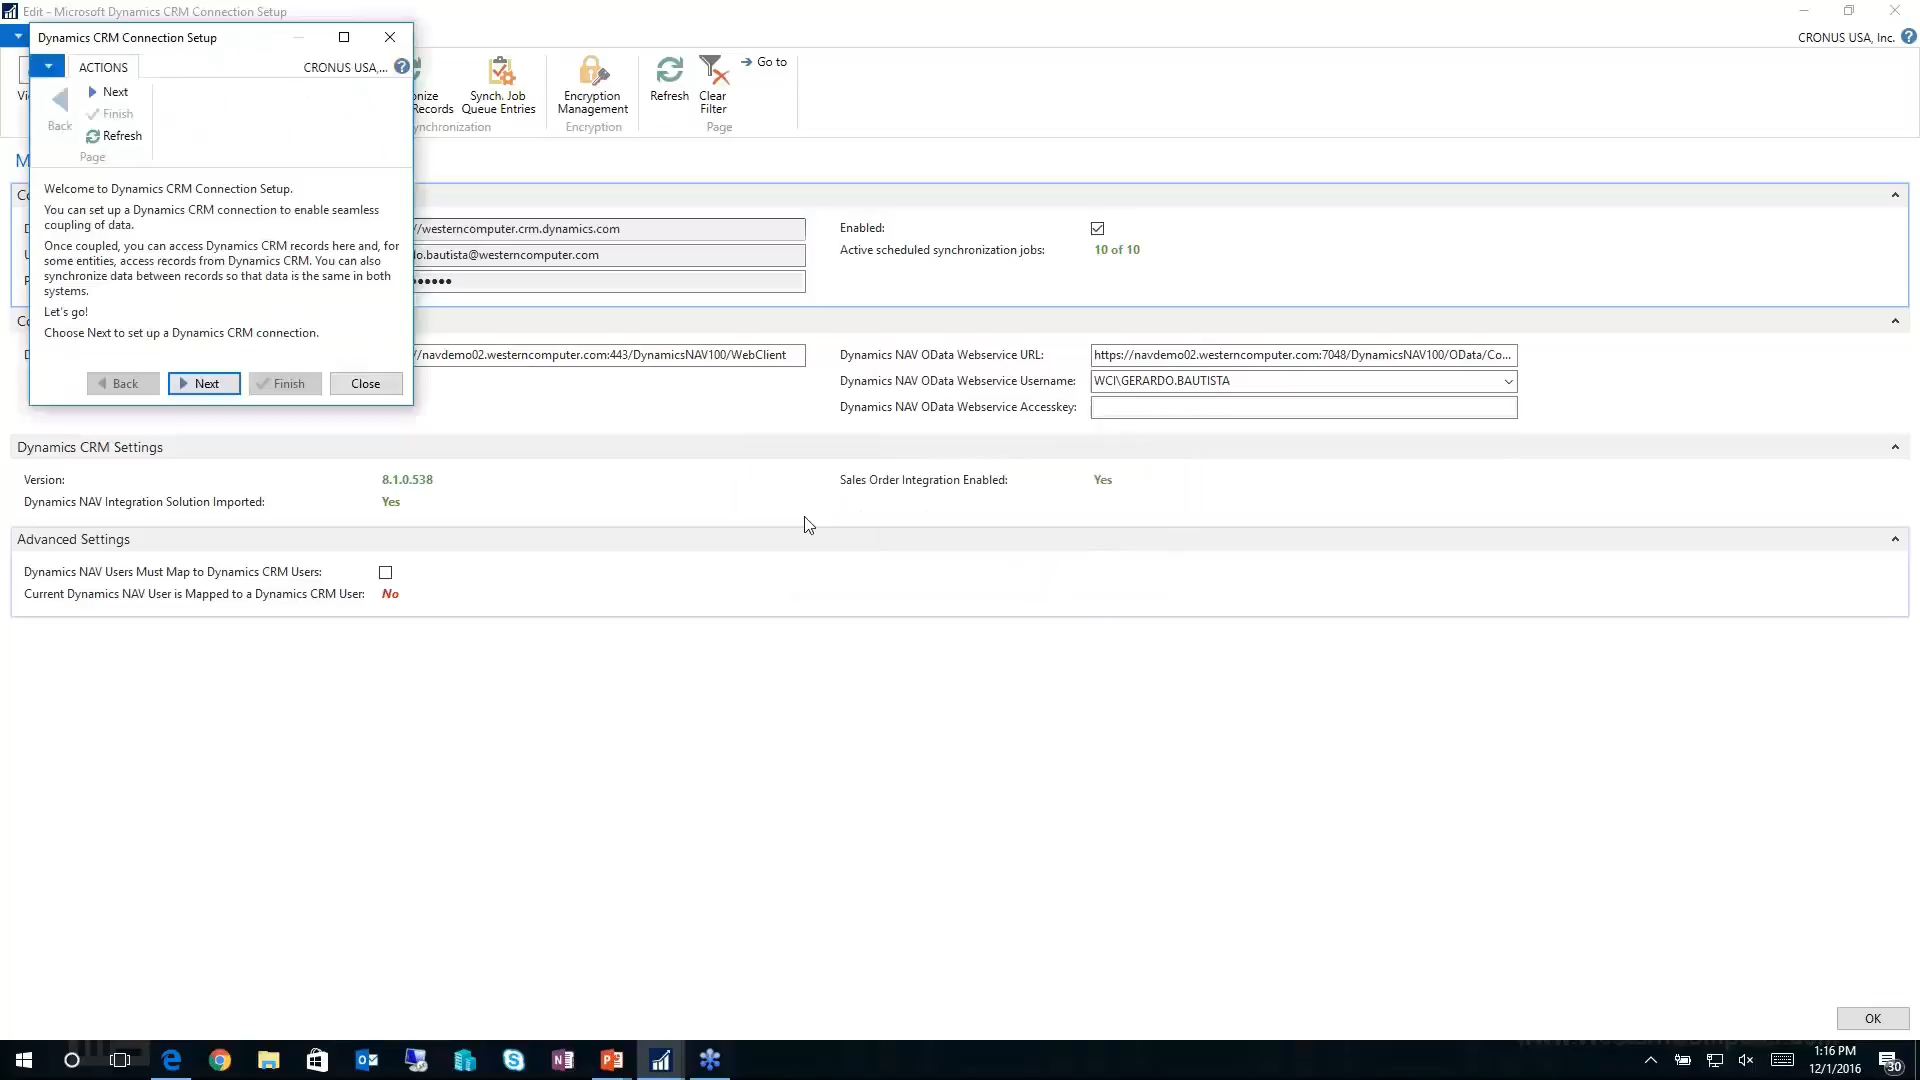 Edit – Microsoft Dynamics CRM Connection Setup
CRONUS USA, Inc.
Dynamics CRM Connection Setup
ACTIONS
CRONUS USA,...
Back
Next
Finish
Refresh
Page
Synch. Job
Queue Entries
Records
Encryption
Management
Encryption
Refresh
Clear
Filter
Page
Go to
Welcome to Dynamics CRM Connection Setup.
You can set up a Dynamics CRM connection to enable seamless
coupling of data.
Once coupled, you can access Dynamics CRM records here and, for
some entities, access records from Dynamics CRM. You can also
synchronize data between records so that data is the same in both
systems.
Let's go!
Choose Next to set up a Dynamics CRM connection.
Back Next Finish Close
//westerncomputer.crm.dynamics.com
do.bautista@westerncomputer.com
Enabled:
Active scheduled synchronization jobs: 10 of 10
//navdemo02.westerncomputer.com:443/DynamicsNAV100/WebClient
Dynamics NAV OData Webservice URL: https://navdemo02.westerncomputer.com:7048/DynamicsNAV100/OData/Co...
Dynamics NAV OData Webservice Username: WCI\GERARDO.BAUTISTA
Dynamics NAV OData Webservice Accesskey:
Dynamics CRM Settings
Version: 8.1.0.538
Sales Order Integration Enabled: Yes
Dynamics NAV Integration Solution Imported: Yes
Advanced Settings
Dynamics NAV Users Must Map to Dynamics CRM Users:
Current Dynamics NAV User is Mapped to a Dynamics CRM User: No
OK
1:16 PM
12/1/2016
30